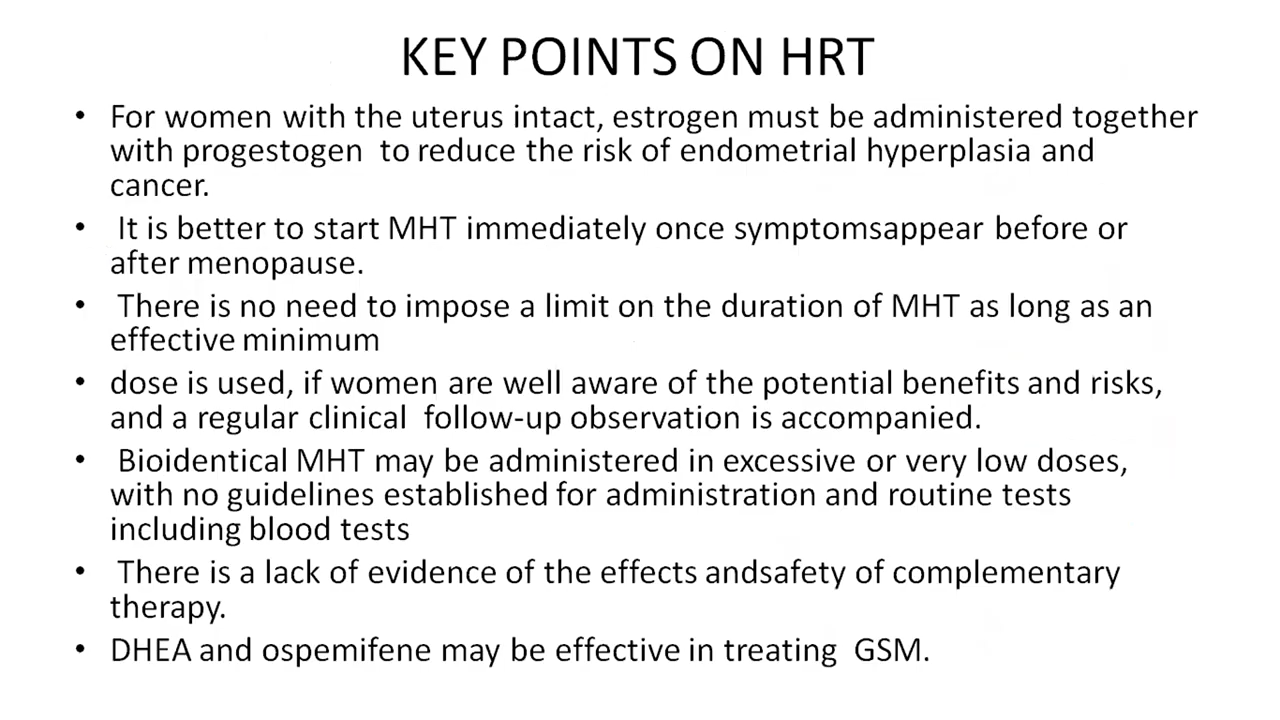 KEY POINTS ON HRT
• For women with the uterus intact, estrogen must be administered together
with progestogen to reduce the risk of endometrial hyperplasia and
cancer.
• It is better to start MHT immediately once symptomsappear before or
after menopause.
• There is no need to impose a limit on the duration of MHT as long as an
effective minimum
• dose is used, if women are well aware of the potential benefits and risks,
and a regular clinical follow-up observation is accompanied.
• Bioidentical MHT may be administered in excessive or very low doses,
with no guidelines established for administration and routine tests
including blood tests
• There is a lack of evidence of the effects andsafety of complementary
therapy.
• DHEA and ospemifene may be effective in treating GSM.